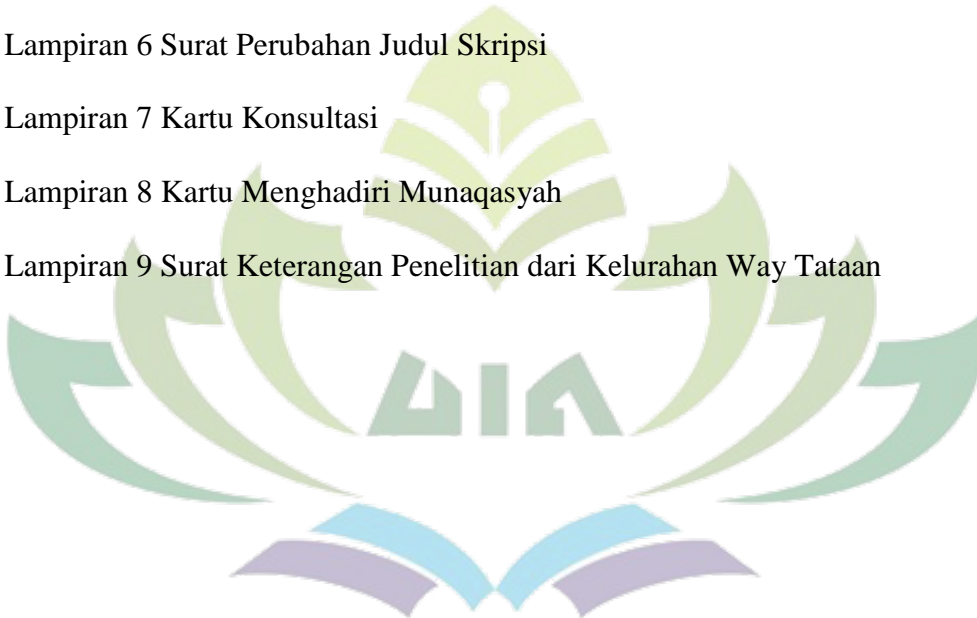 Lampiran 6 Surat Perubahan Judul Skripsi
Lampiran 7 Kartu Konsultasi
Lampiran 8 Kartu Menghadiri Munaqasyah
Lampiran 9 Surat Keterangan Penelitian dari Kelurahan Way Tataan
UIN